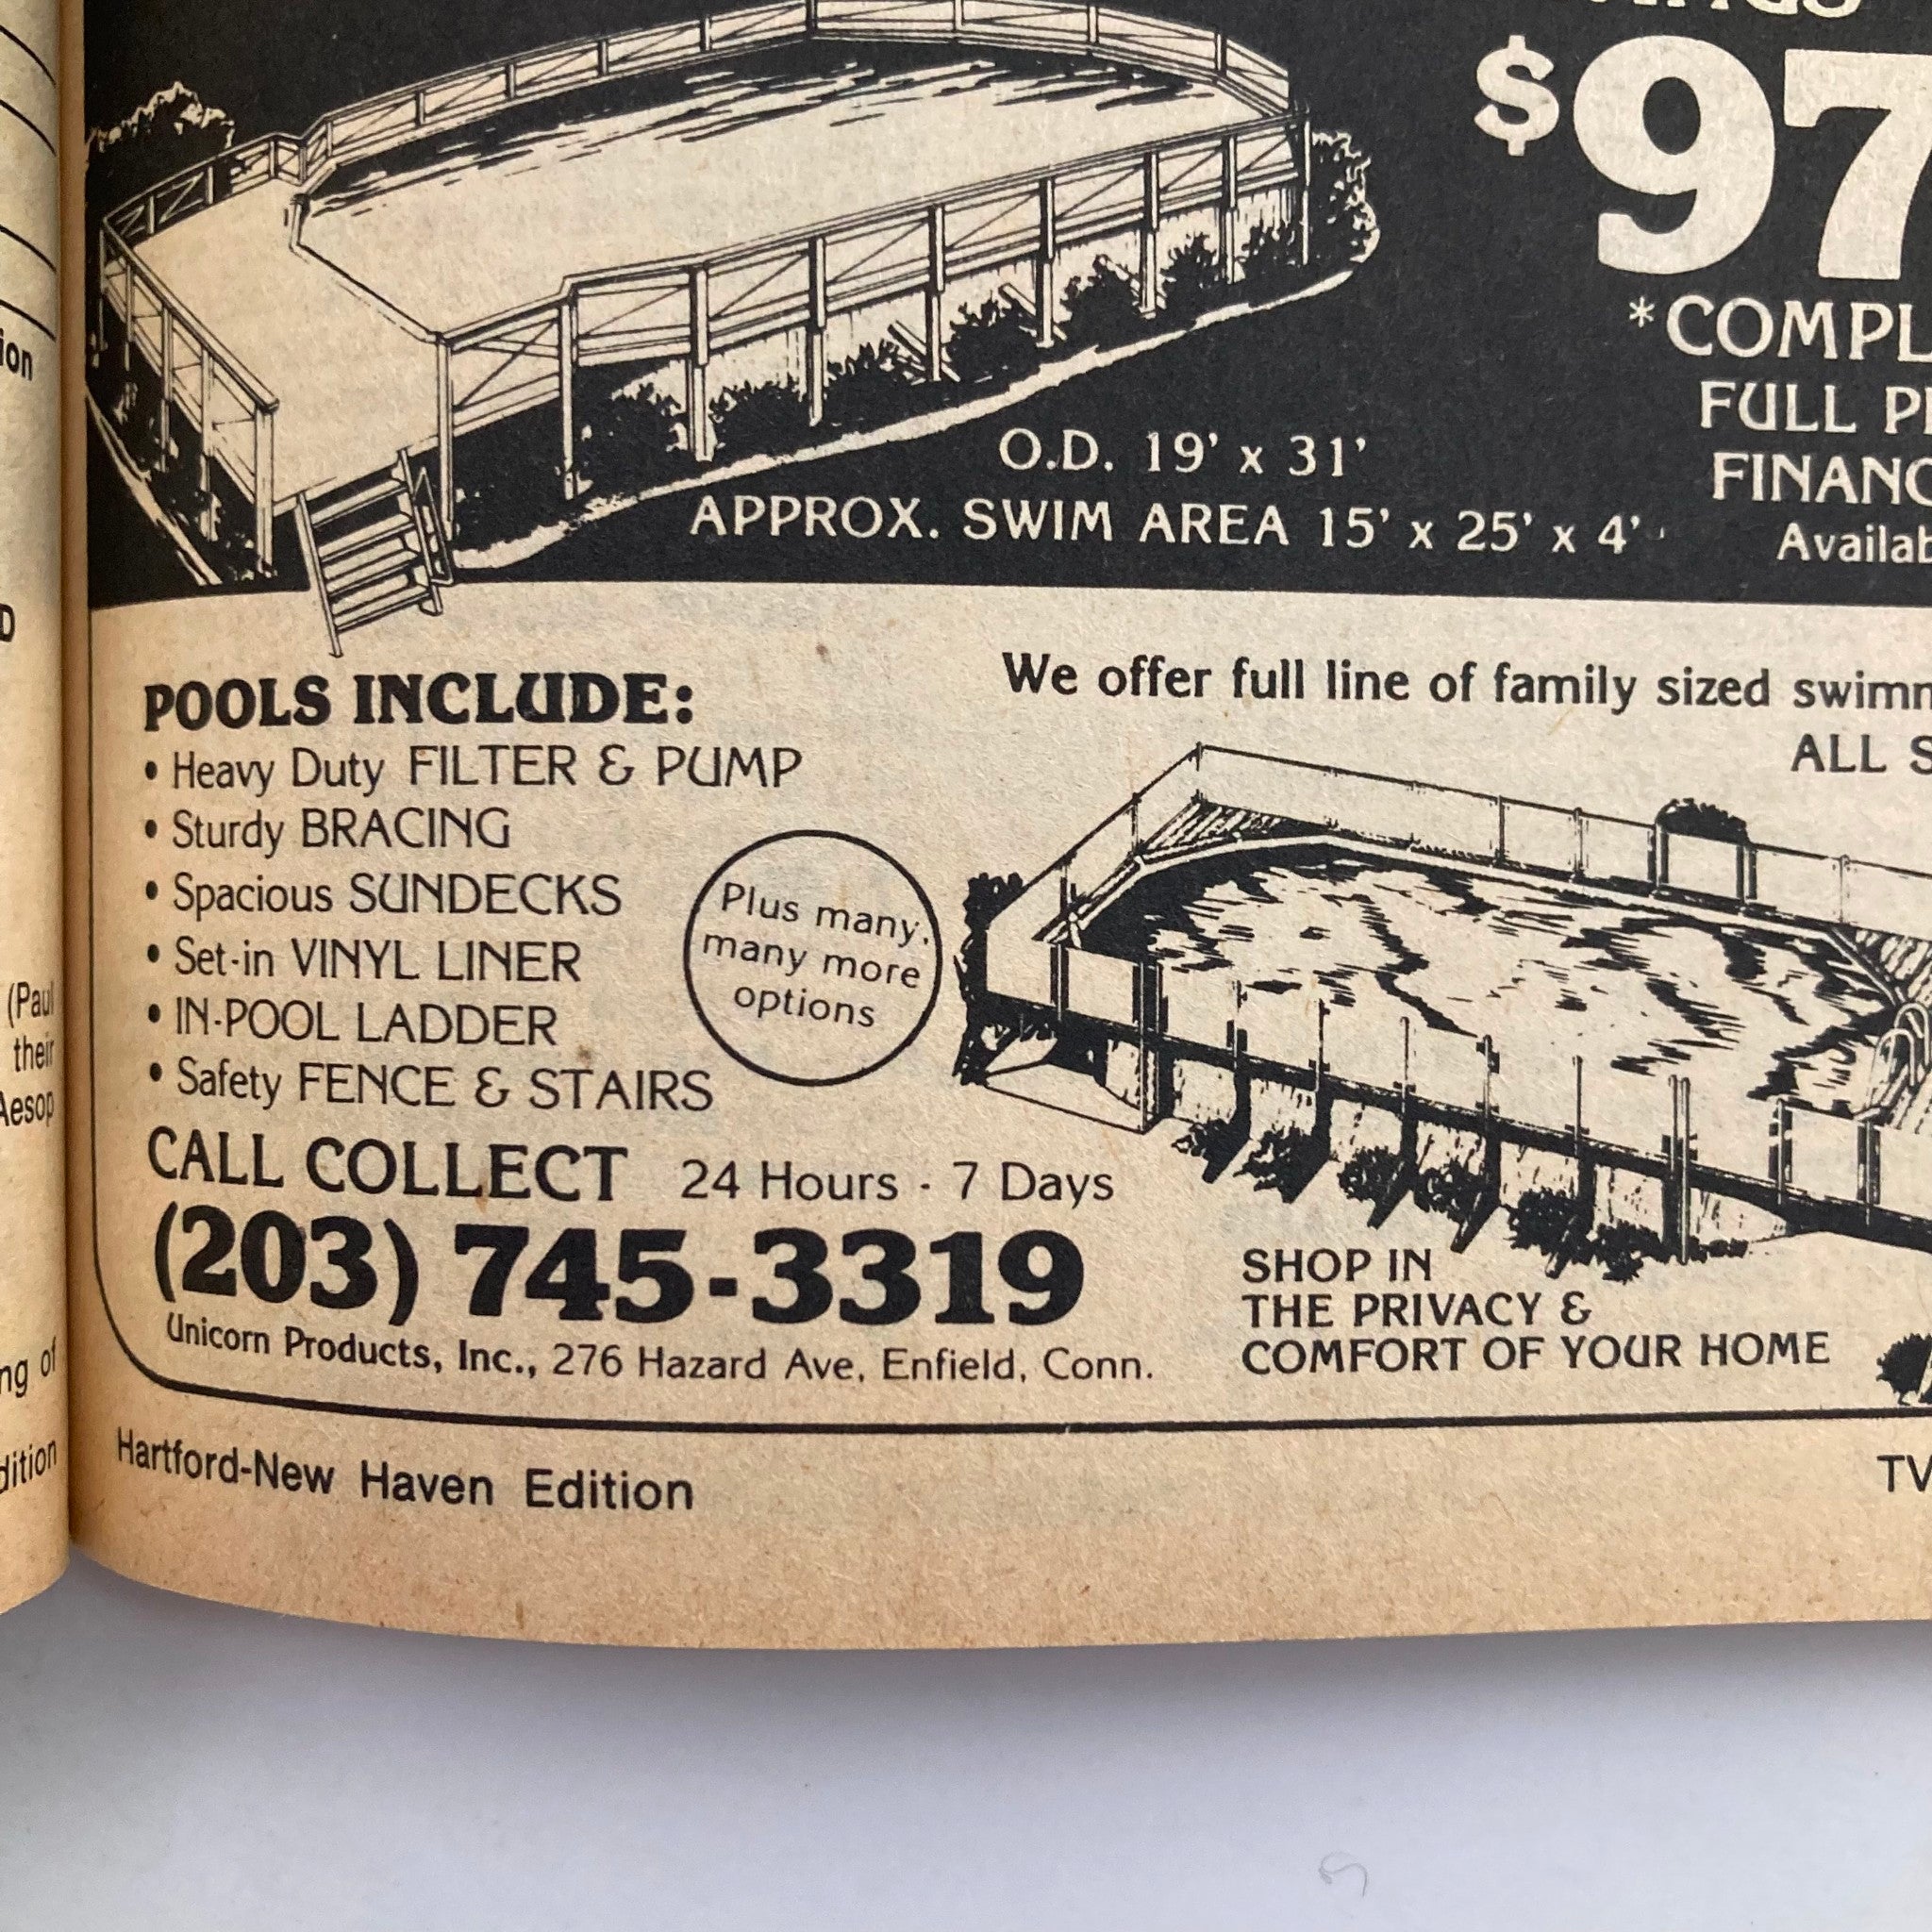 $97
*COMPL
FULL P
FINANC
Availab
O.D. 19' x 31'
APPROX. SWIM AREA 15' x 25' x 4'
We offer full line of family sized swimm
ALL S
POOLS INCLUDE:
• Heavy Duty FILTER & PUMP
• Sturdy BRACING
• Spacious SUNDECKS
• Set-in VINYL LINER
• IN-POOL LADDER
• Safety FENCE & STAIRS
Plus many,
many more
options
CALL COLLECT 24 Hours - 7 Days
(203) 745-3319
Unicorn Products, Inc., 276 Hazard Ave, Enfield, Conn.
SHOP IN
THE PRIVACY &
COMFORT OF YOUR HOME
Hartford-New Haven Edition
TV
ion
D
(Paul
their
Aesop
ng of
dition